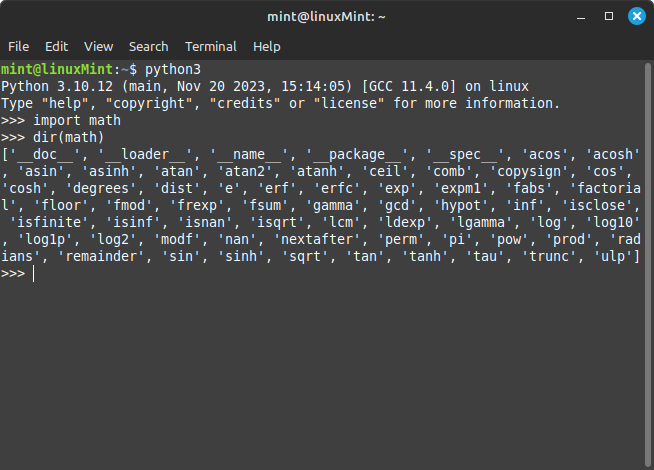 mint@linuxMint: ~
File Edit View Search Terminal Help
mint@linuxMint:~$ python3
Python 3.10.12 (main, Nov 20 2023, 15:14:05) [GCC 11.4.0] on linux
Type "help", "copyright", "credits" or "license" for more information.
>>> import math
>>> dir(math)
['__doc__', '__loader__', '__name__', '__package__', '__spec__', 'acos', 'acosh'
, 'asin', 'asinh', 'atan', 'atan2', 'atanh', 'ceil', 'comb', 'copysign', 'cos',
'cosh', 'degrees', 'dist', 'e', 'erf', 'erfc', 'exp', 'expm1', 'fabs', 'factoria
l', 'floor', 'fmod', 'frexp', 'fsum', 'gamma', 'gcd', 'hypot', 'inf', 'isclose',
 'isfinite', 'isinf', 'isnan', 'isqrt', 'lcm', 'ldexp', 'lgamma', 'log', 'log10'
, 'log1p', 'log2', 'modf', 'nan', 'nextafter', 'perm', 'pi', 'pow', 'prod', 'rad
ians', 'remainder', 'sin', 'sinh', 'sqrt', 'tan', 'tanh', 'tau', 'trunc', 'ulp']
>>>